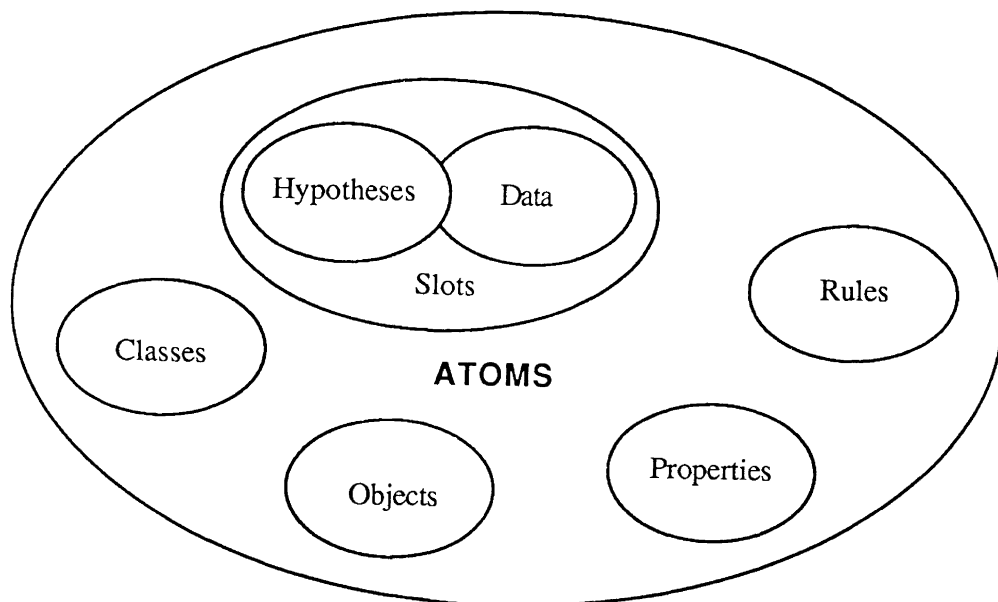 Hypotheses
Data
Slots
Rules
Classes
ATOMS
Properties
Objects